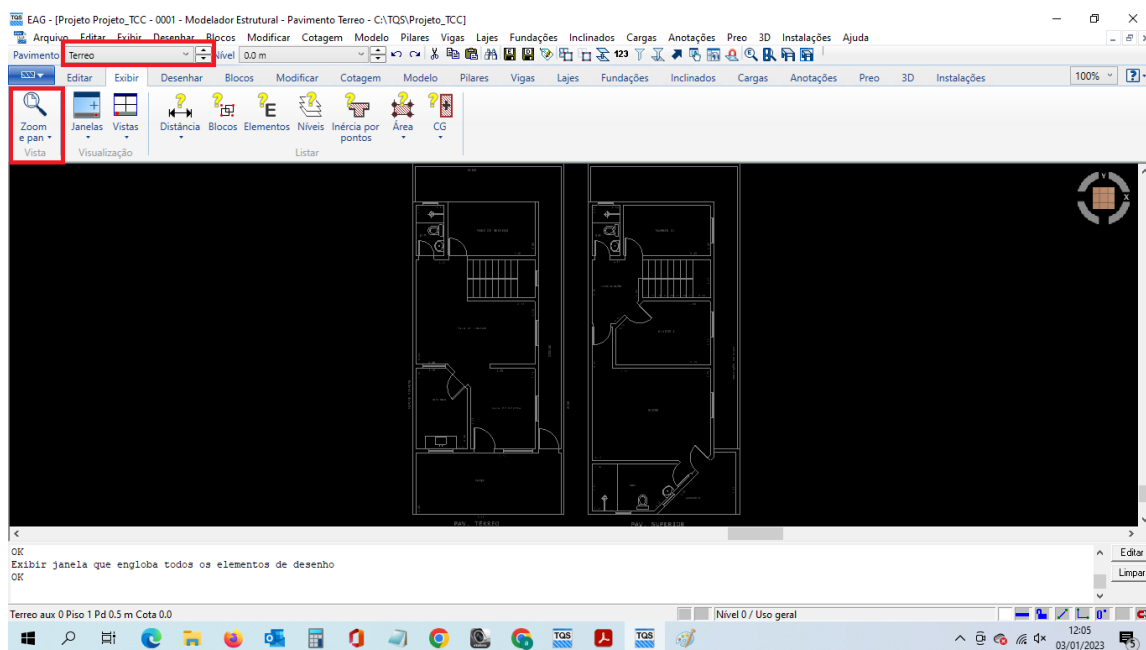 TQS EAG - [Projeto Projeto_TCC - 0001 - Modelador Estrutural - Pavimento Terreo - C:\TQS\Projeto_TCC]
Arquivo Editar Exibir Desenhar Blocos Modificar Cotagem Modelo Pilares Vigas Lajes Fundações Inclinados Cargas Anotações Preo 3D Instalações Ajuda
Pavimento Terreo Nível 0.0 m 123
Editar Exibir Desenhar Blocos Modificar Cotagem Modelo Pilares Vigas Lajes Fundações Inclinados Cargas Anotações Preo 3D Instalações 100%
Zoom e pan Janelas Vistas Distância Blocos Elementos Níveis Inércia por pontos Área CG
Vista Visualização Listar
Y
X
PAV. TÉRREO PAV. SUPERIOR
OK
Exibir janela que engloba todos os elementos de desenho
OK
Editar
Limpar
Terreo aux 0 Piso 1 Pd 0.5 m Cota 0.0 Nível 0 / Uso geral
TQS TQS 12:05
03/01/2023